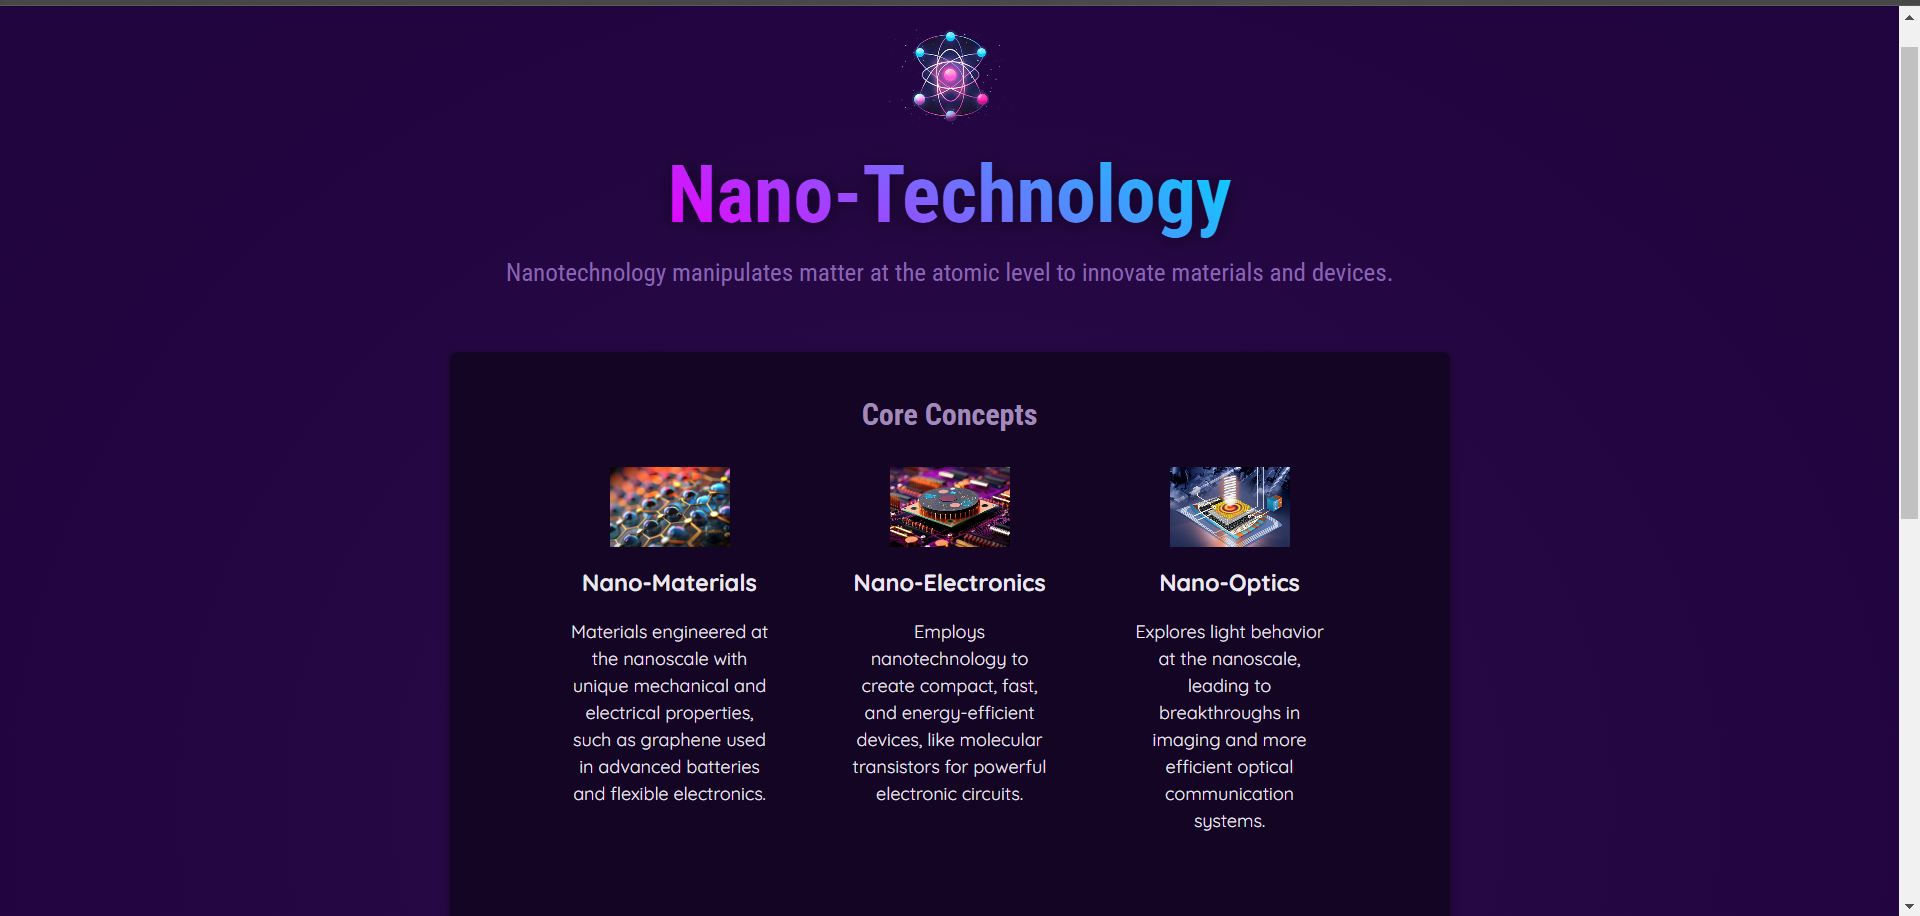 Nano-Technology
Nanotechnology manipulates matter at the atomic level to innovate materials and devices.
Core Concepts
Nano-Materials
Materials engineered at
the nanoscale with
unique mechanical and
electrical properties,
such as graphene used
in advanced batteries
and flexible electronics.
Nano-Electronics
Employs
nanotechnology to
create compact, fast,
and energy-efficient
devices, like molecular
transistors for powerful
electronic circuits.
Nano-Optics
Explores light behavior
at the nanoscale,
leading to
breakthroughs in
imaging and more
efficient optical
communication
systems.